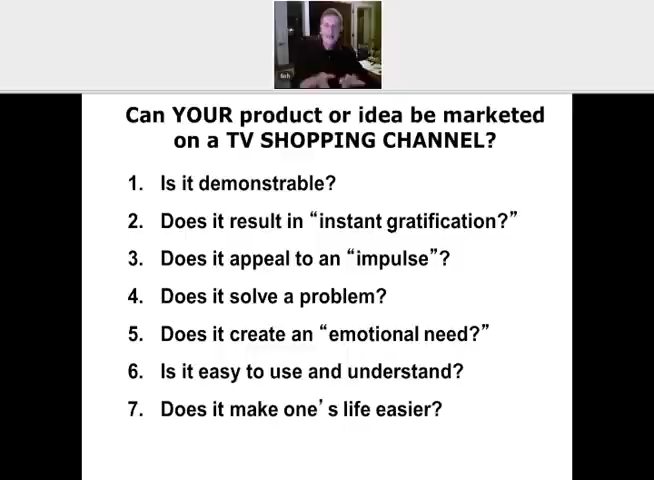 Can YOUR product or idea be marketed
on a TV SHOPPING CHANNEL?
1. Is it demonstrable?
2. Does it result in “instant gratification?”
3. Does it appeal to an “impulse”?
4. Does it solve a problem?
5. Does it create an “emotional need?”
6. Is it easy to use and understand?
7. Does it make one’s life easier?